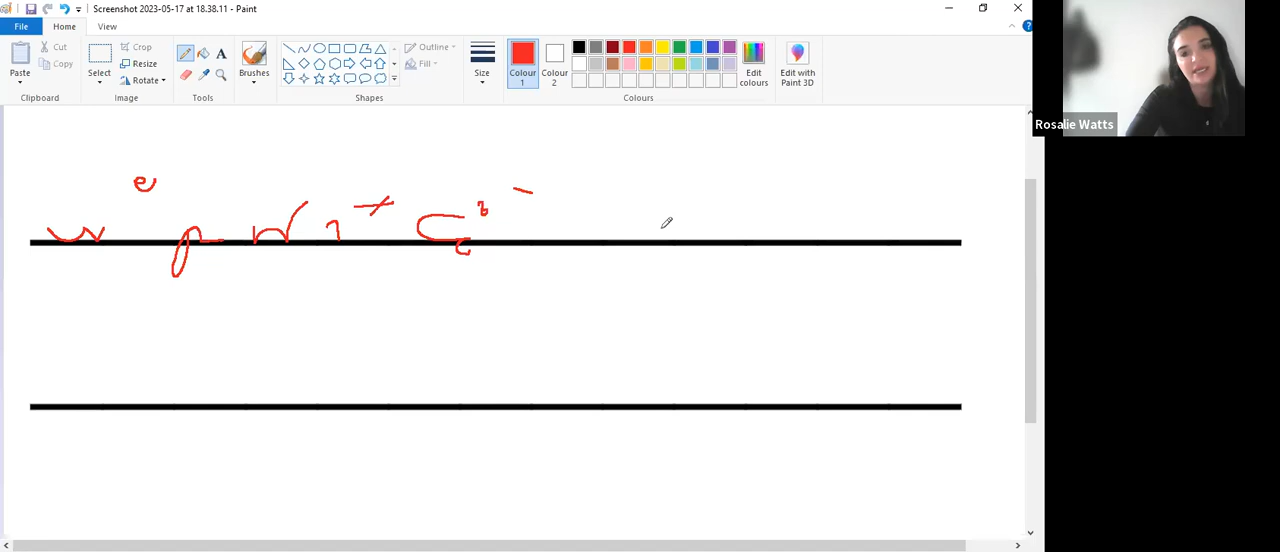 Screenshot 2023-05-17 at 18.38.11 - Paint
File Home View
Paste Cut Copy Clipboard
Select Crop Resize Rotate Image
A Tools
Brushes
Shapes Outline Fill
Size
Colour 1 Colour 2 Edit colours Colours
Edit with Paint 3D
Rosalie Watts